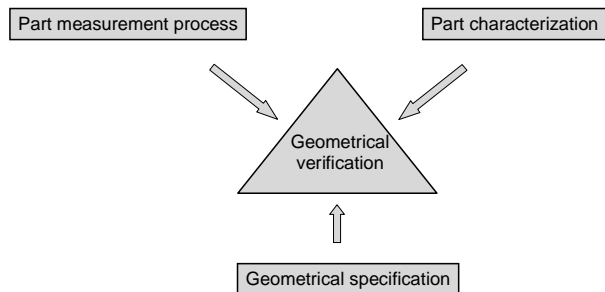 Part measurement process
Part characterization
Geometrical
verification
Geometrical specification